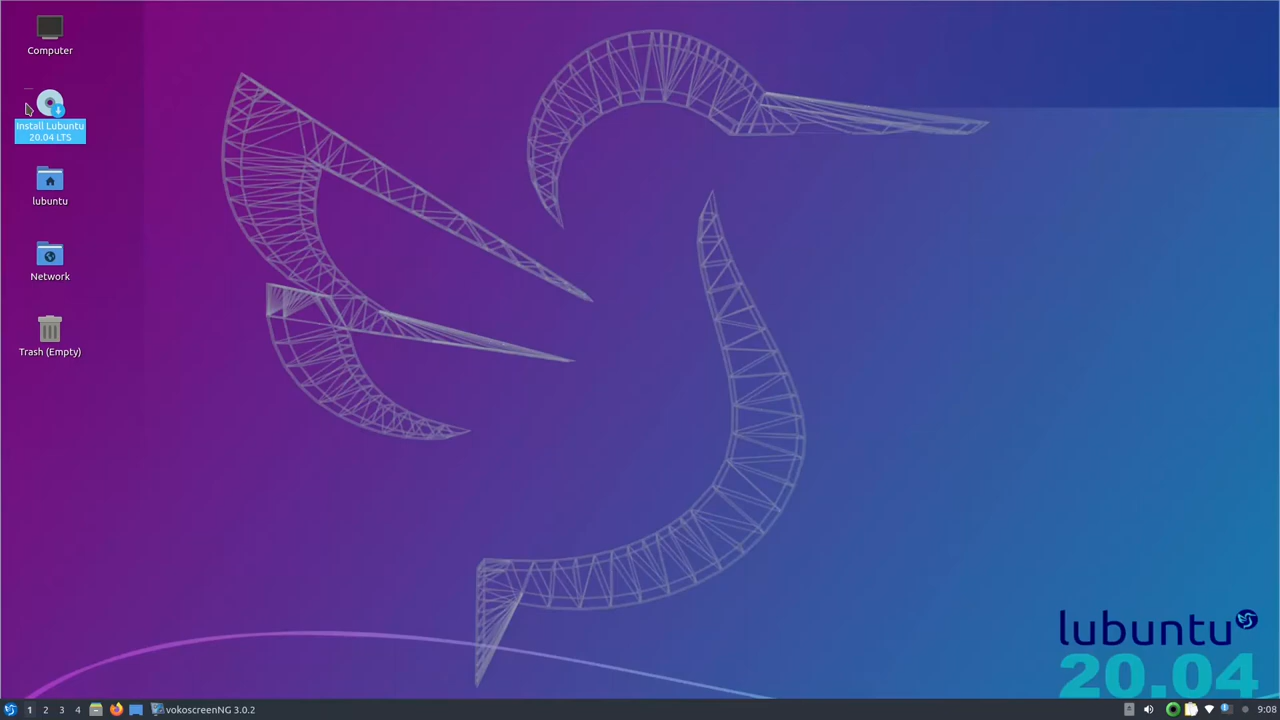 Computer
Install Lubuntu
20.04 LTS
lubuntu
Network
Trash (Empty)
lubuntu
20.04
1 2 3 4 vokoscreenNG 3.0.2 9:08